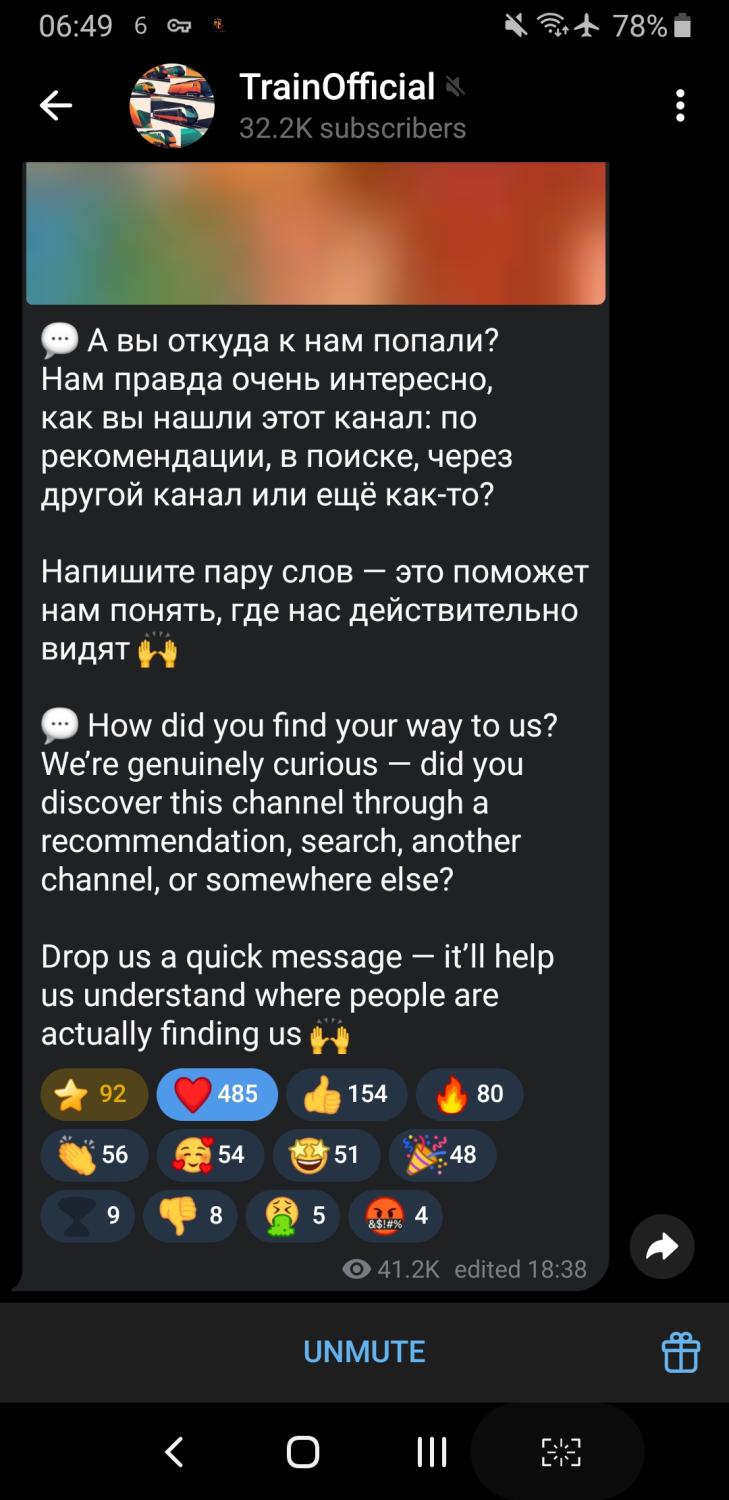 06:49 6 78%
TrainOfficial
32.2K subscribers
💬 А вы откуда к нам попали?
Нам правда очень интересно,
как вы нашли этот канал: по
рекомендации, в поиске, через
другой канал или ещё как-то?
Напишите пару слов — это поможет
нам понять, где нас действительно
видят 🙌
💬 How did you find your way to us?
We’re genuinely curious — did you
discover this channel through a
recommendation, search, another
channel, or somewhere else?
Drop us a quick message — it’ll help
us understand where people are
actually finding us 🙌
⭐ 92 ❤️ 485 👍 154 🔥 80
👏 56 🥰 54 🤩 51 🎉 48
🏆 9 👎 8 🤮 5 🤬 4
41.2K edited 18:38
UNMUTE